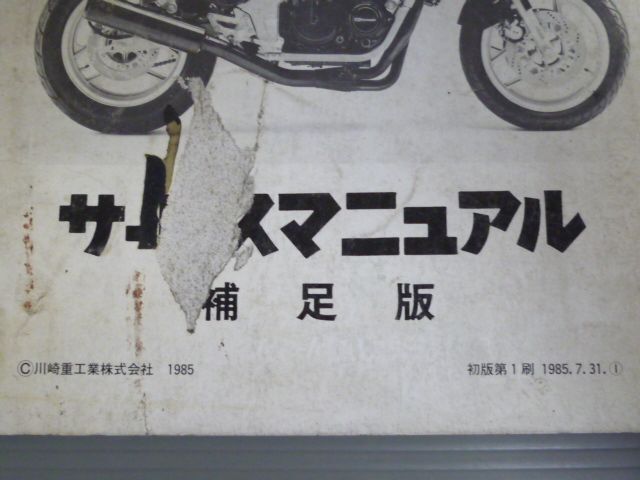 サ スマニュアル
補足版
©川崎重工業株式会社 1985
初版第1刷 1985.7.31.①